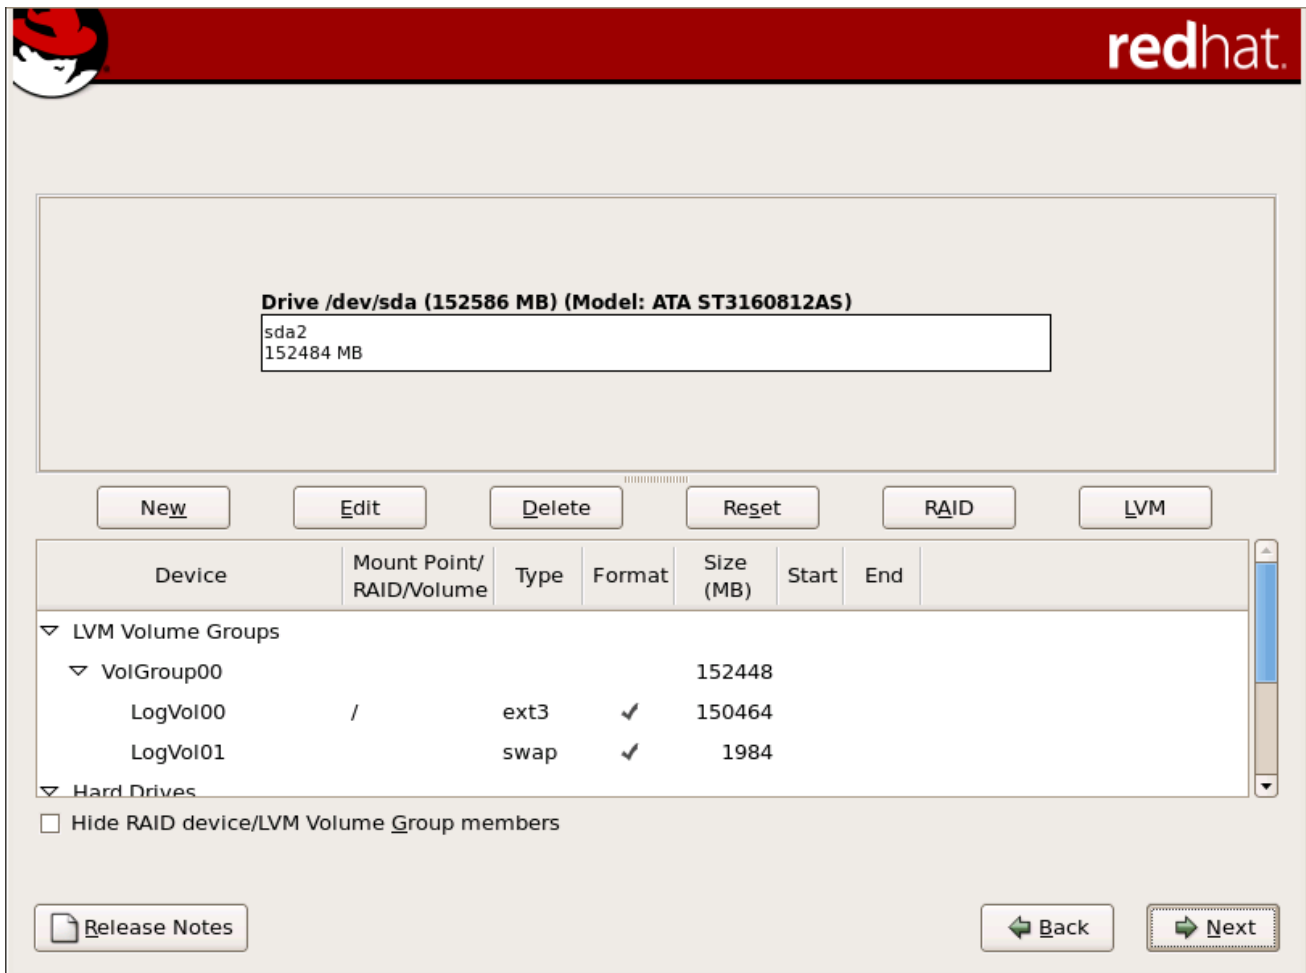 redhat.
Drive /dev/sda (152586 MB) (Model: ATA ST3160812AS)
sda2
152484 MB
New Edit Delete Reset RAID LVM
Device Mount Point/ RAID/Volume Type Format Size (MB) Start End
LVM Volume Groups
VolGroup00 152448
LogVol00 / ext3 150464
LogVol01 swap 1984
Hard Drives
Hide RAID device/LVM Volume Group members
Release Notes Back Next